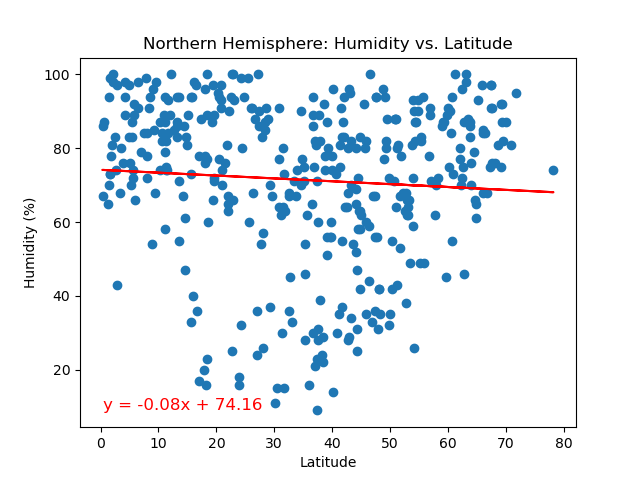 Northern Hemisphere: Humidity vs. Latitude
100
80
60
40
20
Humidity (%)
y = -0.08x + 74.16
0 10 20 30 40 50 60 70 80
Latitude